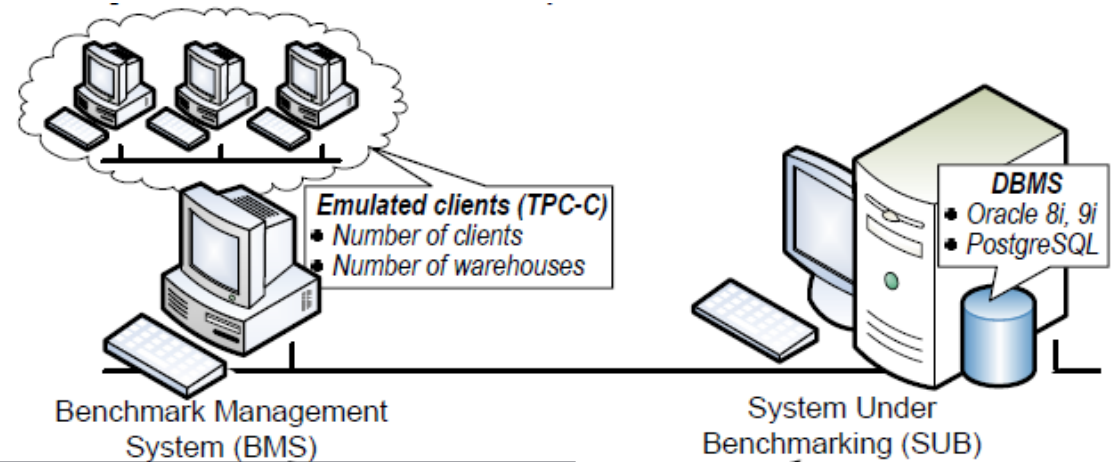 Emulated clients (TPC-C)
• Number of clients
• Number of warehouses
DBMS
• Oracle 8i, 9i
• PostgreSQL
Benchmark Management
System (BMS)
System Under
Benchmarking (SUB)